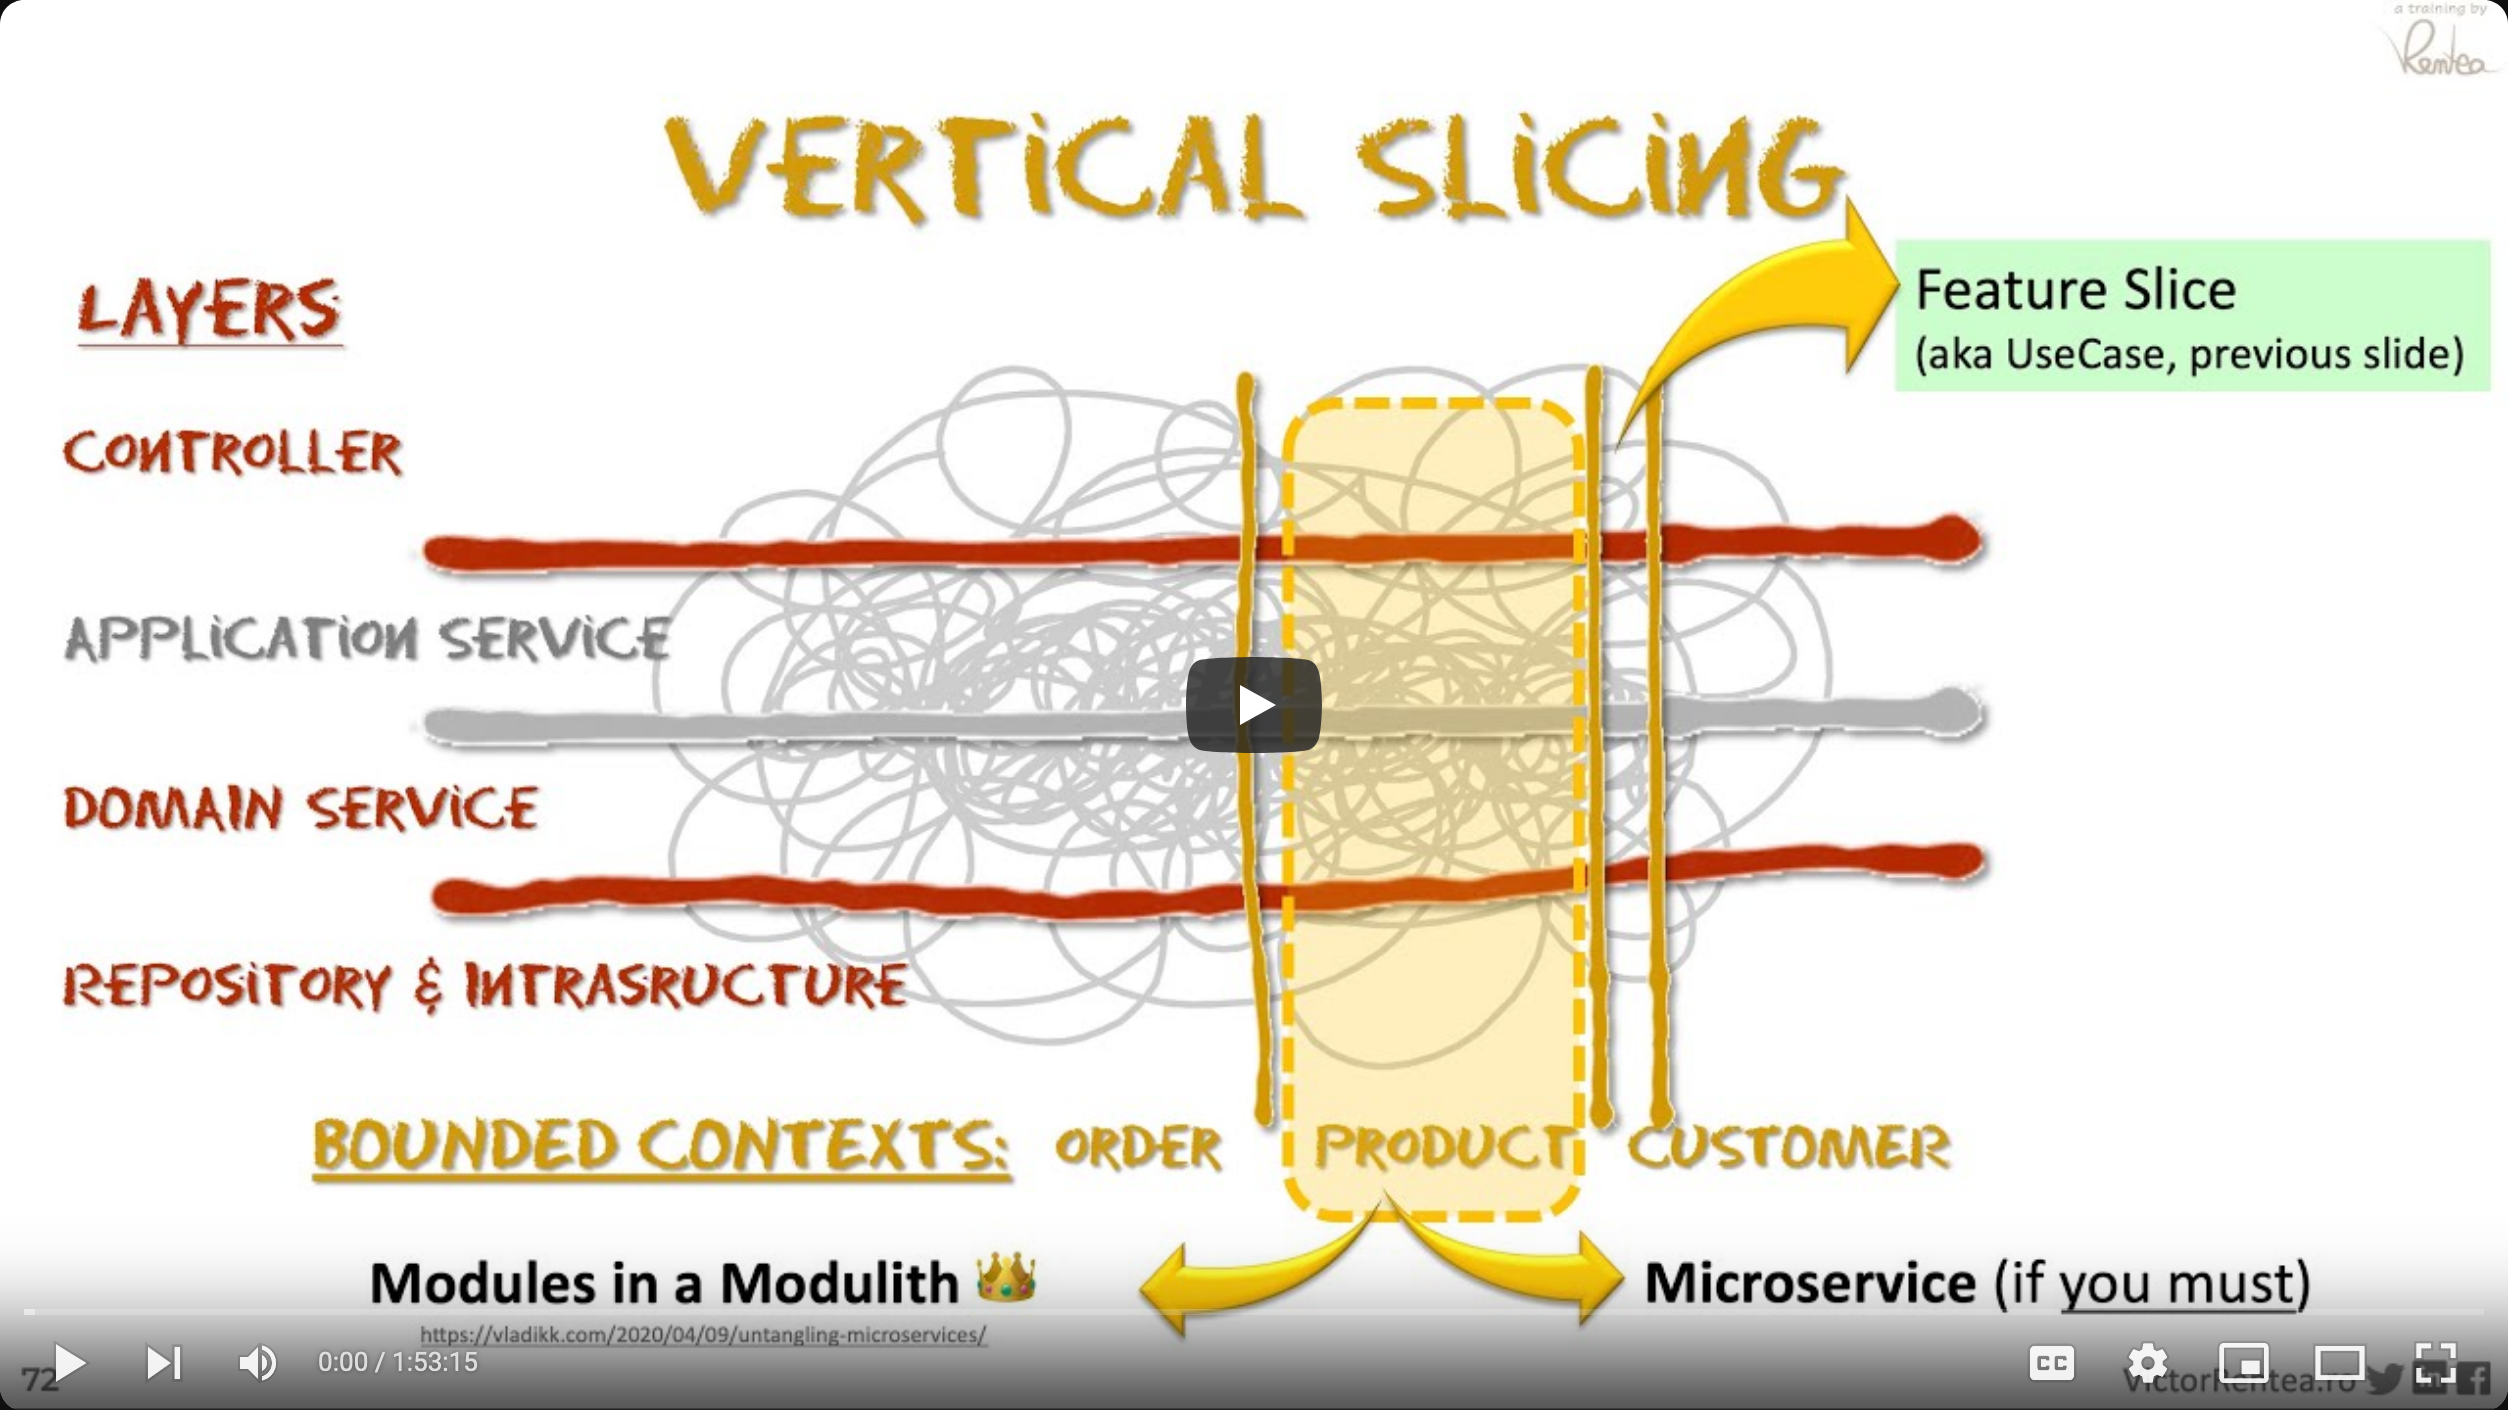 a training by
Rentea
VERTICAL SLICING
LAYERS
Feature Slice
(aka UseCase, previous slide)
CONTROLLER
APPLICATION SERVICE
DOMAIN SERVICE
REPOSITORY & INTRASRUCTURE
BOUNDED CONTEXTS: ORDER PRODUCT CUSTOMER
Modules in a Modulith Microservice (if you must)
https://vladikk.com/2020/04/09/untangling-microservices/
0:00 / 1:53:15
CC
72
VictorRentea.ro